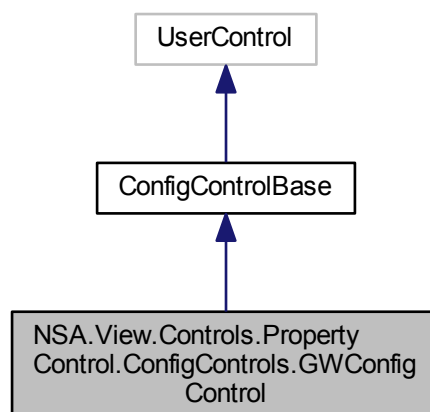 UserControl
ConfigControlBase
NSA.View.Controls.Property
Control.ConfigControls.GWConfig
Control